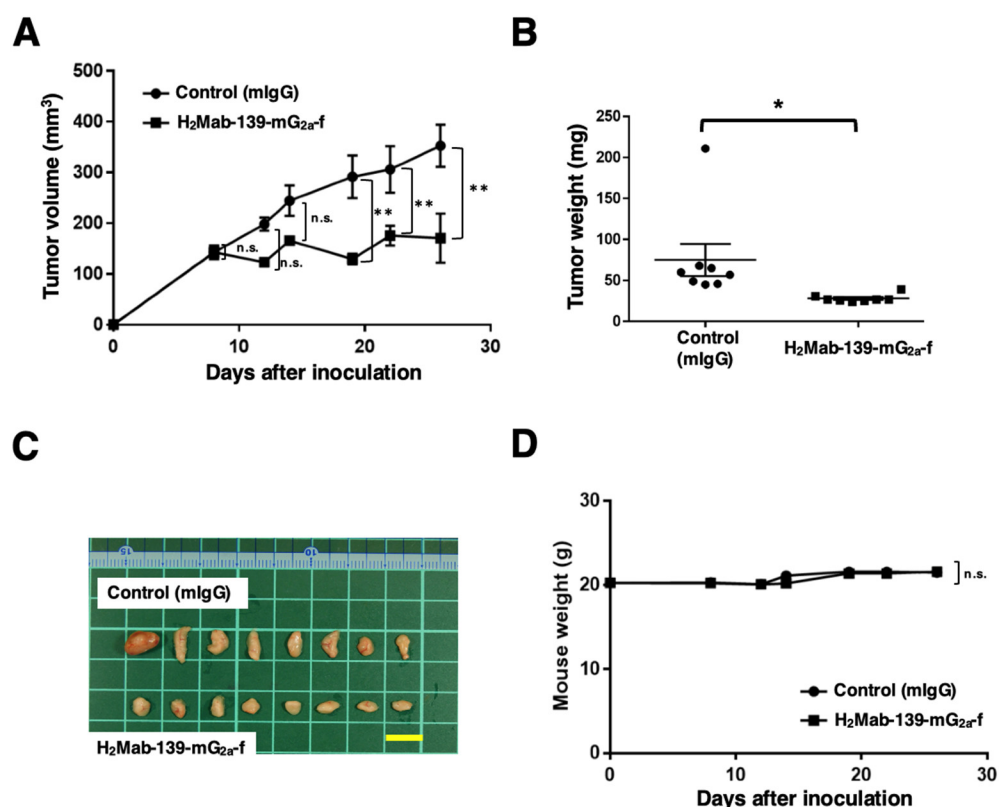 A
500
400
300
200
100
0
Tumor volume (mm³)
Control (mIgG)
H₂Mab-139-mG₂ₐ-f
n.s.
n.s.
n.s.
**
**
**
0
10
20
30
Days after inoculation
B
250
200
150
100
50
0
Tumor weight (mg)
*
Control
(mIgG)
H₂Mab-139-mG₂ₐ-f
C
15
10
Control (mIgG)
H₂Mab-139-mG₂ₐ-f
D
30
20
10
0
Mouse weight (g)
n.s.
Control (mIgG)
H₂Mab-139-mG₂ₐ-f
0
10
20
30
Days after inoculation